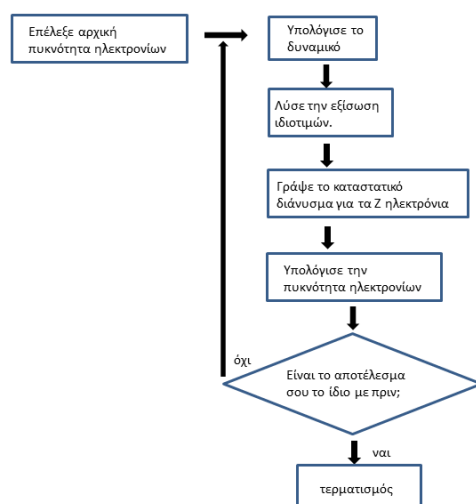 Επέλεξε αρχική
πυκνότητα ηλεκτρονίων
Υπολόγισε το
δυναμικό
Λύσε την εξίσωση
ιδιοτιμών.
Γράψε το καταστατικό
διάνυσμα για τα Ζ ηλεκτρόνια
Υπολόγισε την
πυκνότητα ηλεκτρονίων
όχι
Είναι το αποτέλεσμα
σου το ίδιο με πριν;
ναι
τερματισμός